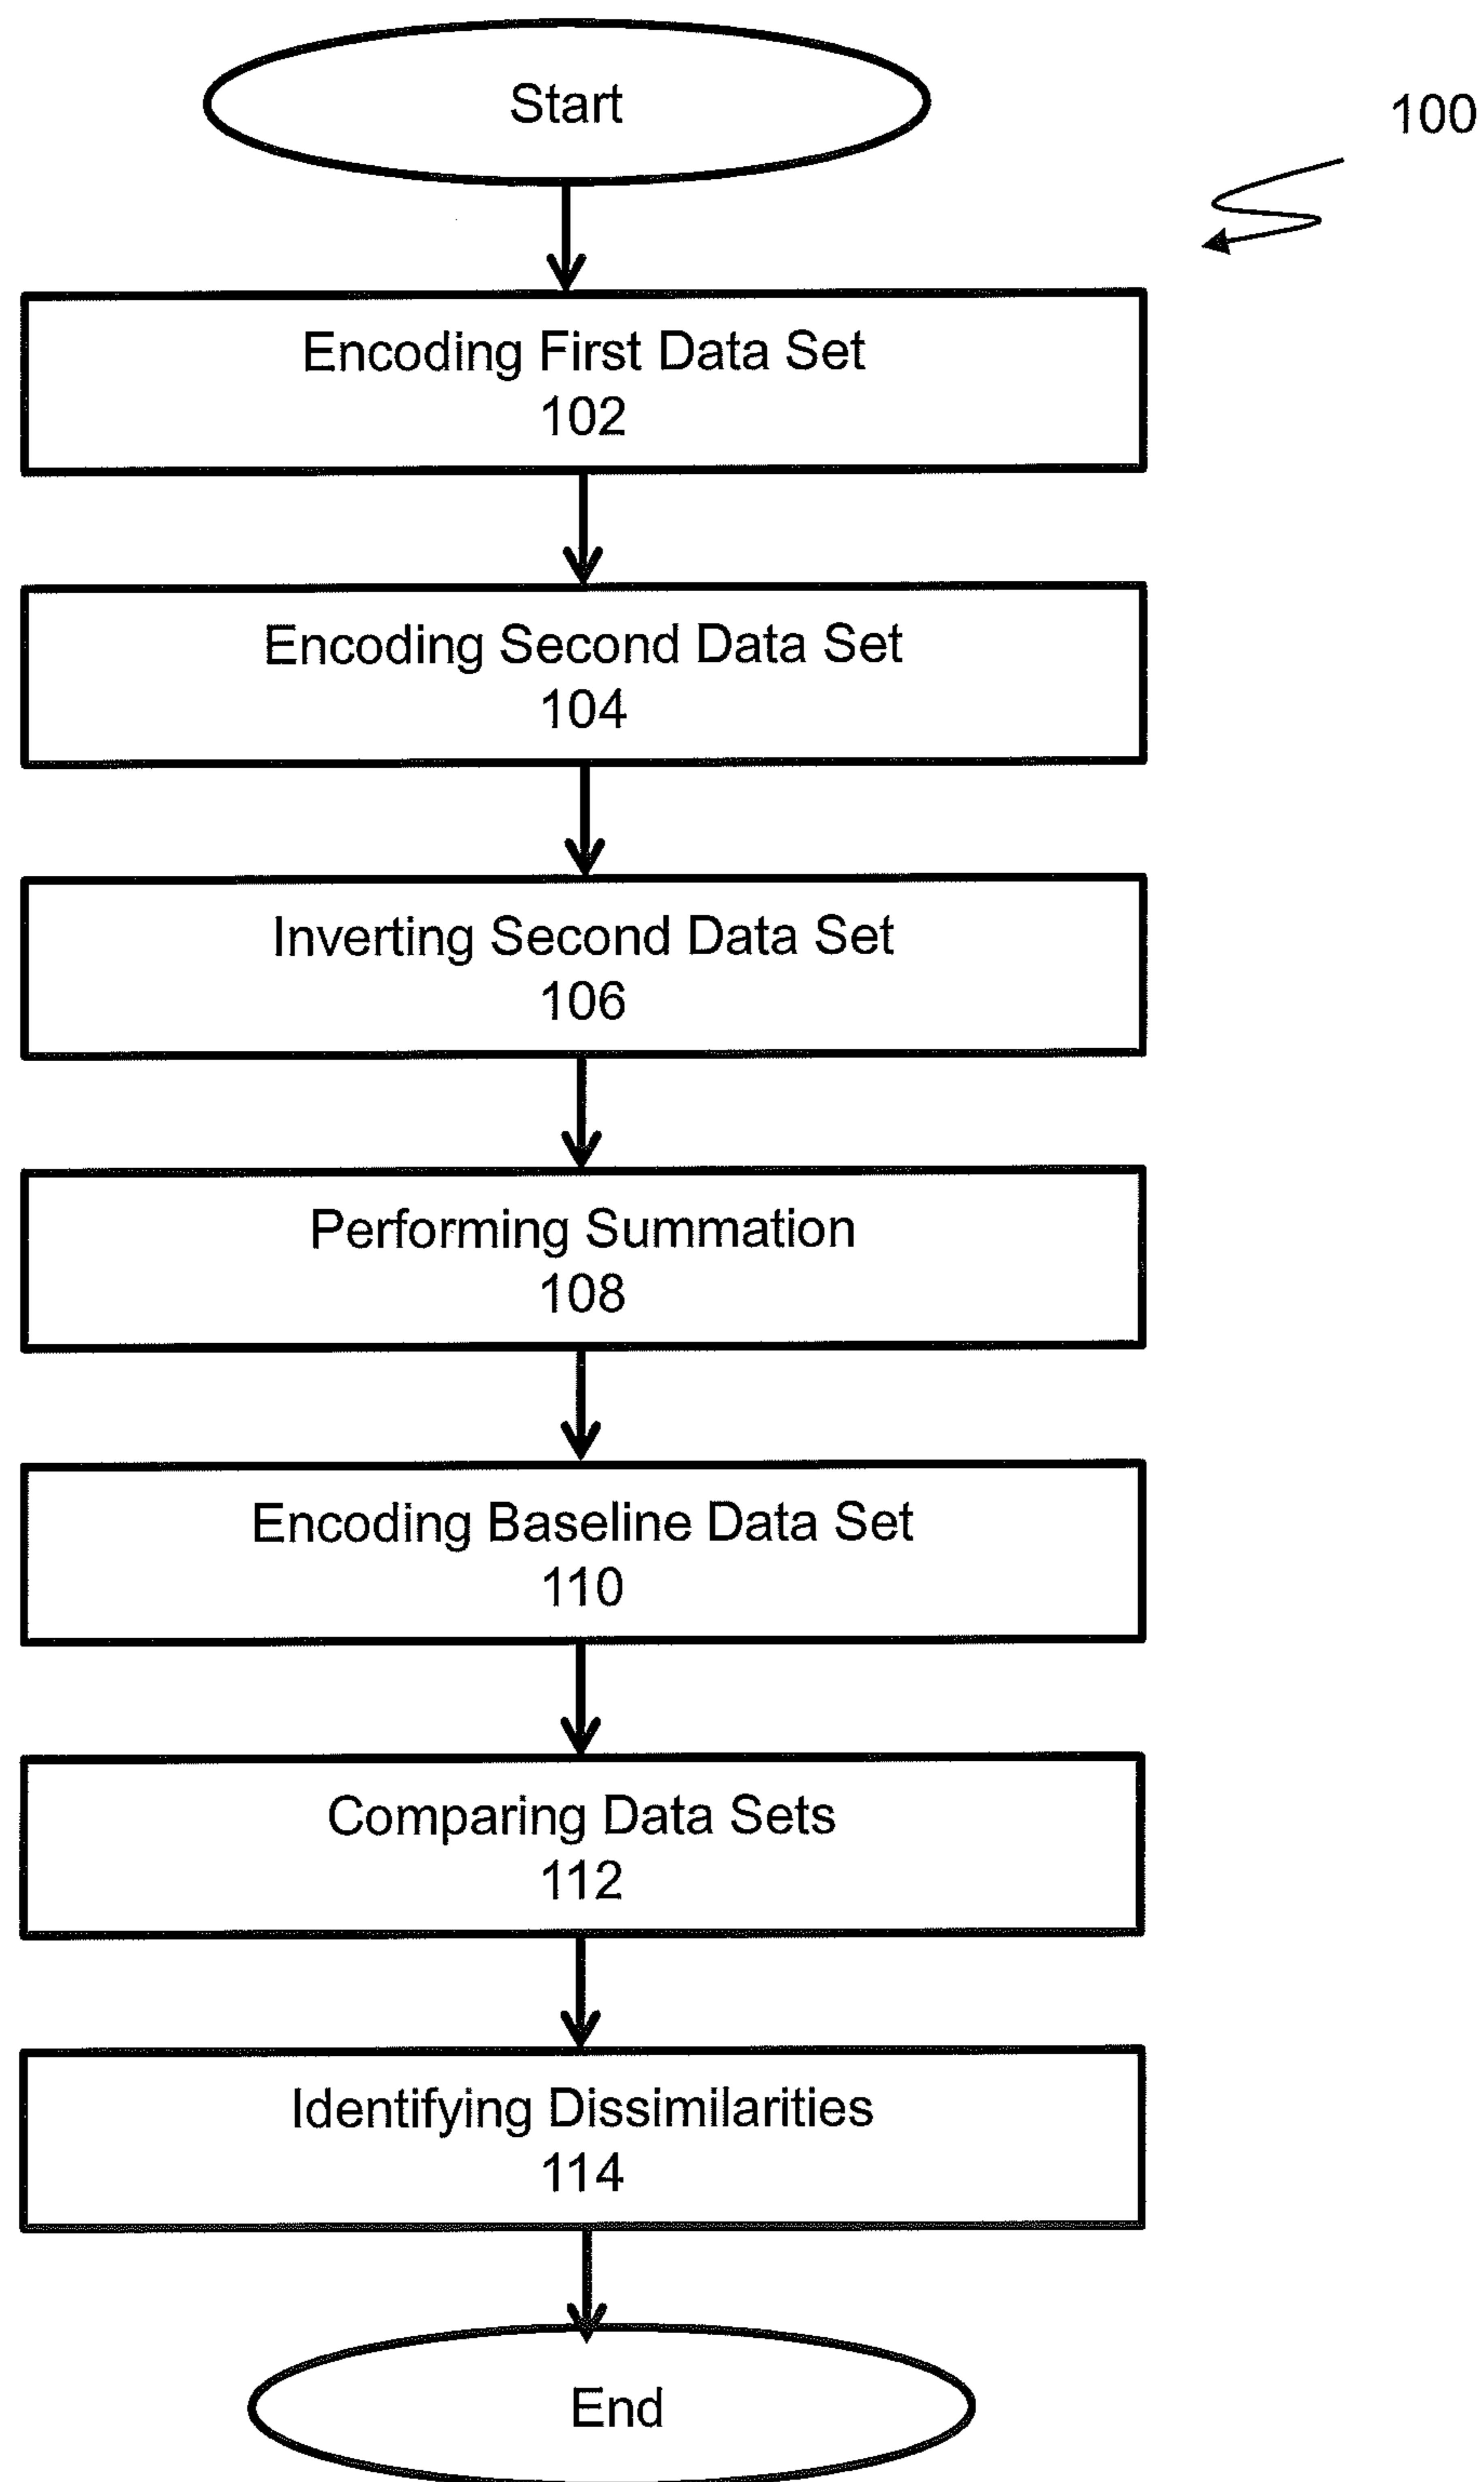 Start
100
Encoding First Data Set
102
Encoding Second Data Set
104
Inverting Second Data Set
106
Performing Summation
108
Encoding Baseline Data Set
110
Comparing Data Sets
112
Identifying Dissimilarities
114
End